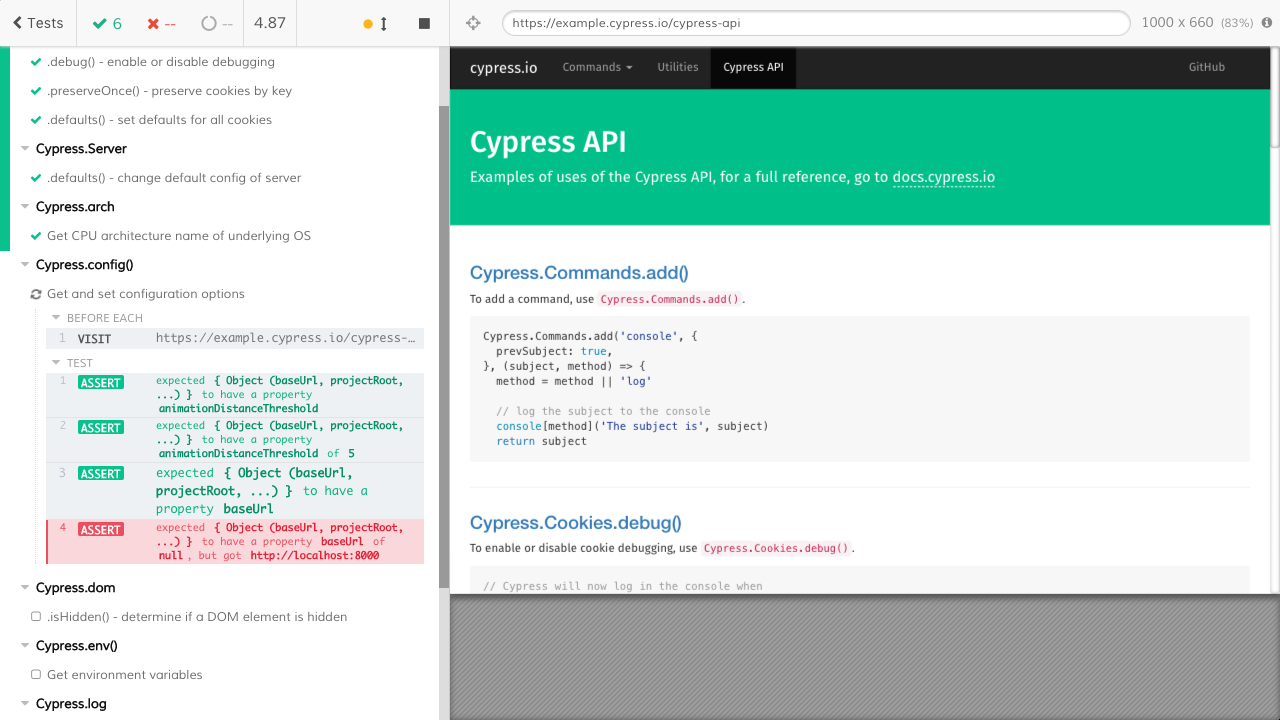 Tests
6
--
--
4.87
.debug() - enable or disable debugging
.preserveOnce() - preserve cookies by key
.defaults() - set defaults for all cookies
Cypress.Server
.defaults() - change default config of server
Cypress.arch
Get CPU architecture name of underlying OS
Cypress.config()
Get and set configuration options
BEFORE EACH
1 VISIT https://example.cypress.io/cypress-…
TEST
1 ASSERT expected { Object (baseUrl, projectRoot,
...) } to have a property
animationDistanceThreshold
2 ASSERT expected { Object (baseUrl, projectRoot,
...) } to have a property
animationDistanceThreshold of 5
3 ASSERT expected { Object (baseUrl,
projectRoot, ...) } to have a
property baseUrl
4 ASSERT expected { Object (baseUrl, projectRoot,
...) } to have a property baseUrl of
null, but got http://localhost:8000
Cypress.dom
.isHidden() - determine if a DOM element is hidden
Cypress.env()
Get environment variables
Cypress.log
https://example.cypress.io/cypress-api
1000 x 660 (83%)
cypress.io Commands Utilities Cypress API GitHub
Cypress API
Examples of uses of the Cypress API, for a full reference, go to docs.cypress.io
Cypress.Commands.add()
To add a command, use Cypress.Commands.add().
Cypress.Commands.add('console', {
prevSubject: true,
}, (subject, method) => {
method = method || 'log'
// log the subject to the console
console[method]('The subject is', subject)
return subject
Cypress.Cookies.debug()
To enable or disable cookie debugging, use Cypress.Cookies.debug().
// Cypress will now log in the console when